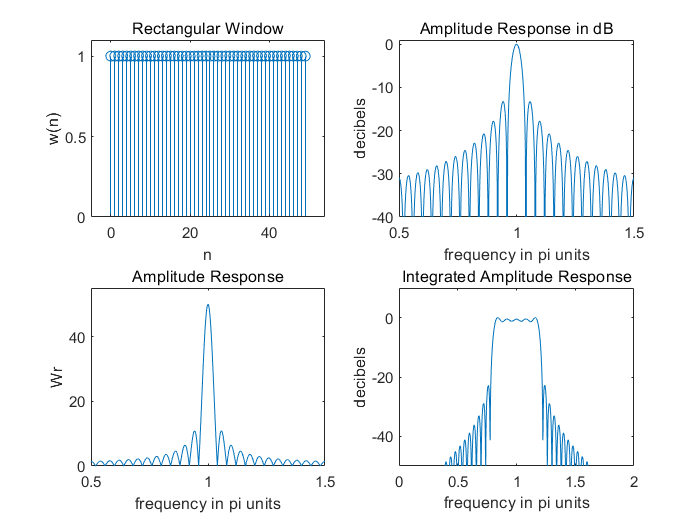 Rectangular Window
1
0.5
0
w(n)
0 20 40
n
Amplitude Response in dB
0
-10
-20
-30
-40
decibels
0.5 1 1.5
frequency in pi units
Amplitude Response
40
20
0
Wr
0.5 1 1.5
frequency in pi units
Integrated Amplitude Response
0
-20
-40
decibels
0 0.5 1 1.5 2
frequency in pi units